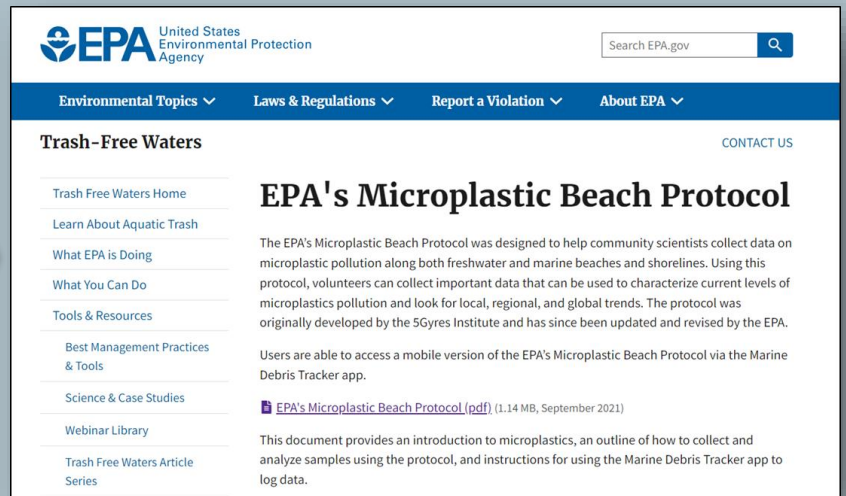 EPA
United States
Environmental Protection
Agency
Search EPA.gov
Environmental Topics
Laws & Regulations
Report a Violation
About EPA
Trash-Free Waters
CONTACT US
Trash Free Waters Home
Learn About Aquatic Trash
What EPA is Doing
What You Can Do
Tools & Resources
Best Management Practices
& Tools
Science & Case Studies
Webinar Library
Trash Free Waters Article
Series
EPA's Microplastic Beach Protocol
The EPA's Microplastic Beach Protocol was designed to help community scientists collect data on
microplastic pollution along both freshwater and marine beaches and shorelines. Using this
protocol, volunteers can collect important data that can be used to characterize current levels of
microplastics pollution and look for local, regional, and global trends. The protocol was
originally developed by the 5Gyres Institute and has since been updated and revised by the EPA.
Users are able to access a mobile version of the EPA's Microplastic Beach Protocol via the Marine
Debris Tracker app.
EPA's Microplastic Beach Protocol (pdf) (1.14 MB, September 2021)
This document provides an introduction to microplastics, an outline of how to collect and
analyze samples using the protocol, and instructions for using the Marine Debris Tracker app to
log data.